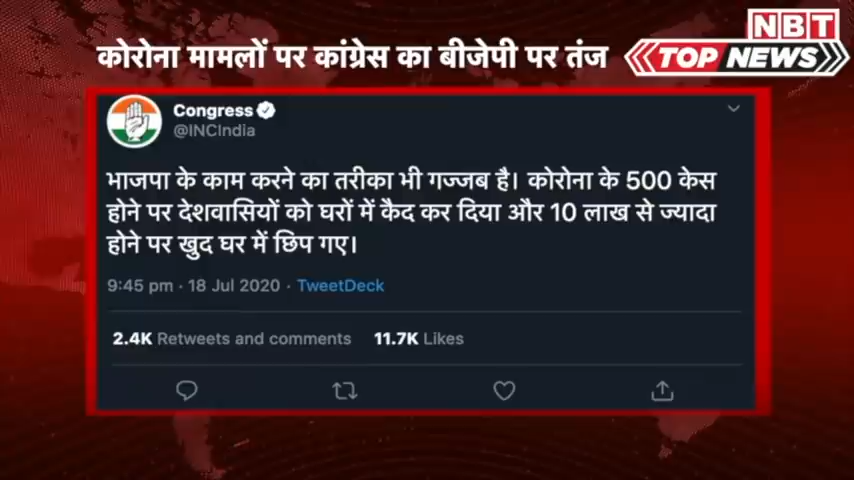 NBT
कोरोना मामलों पर कांग्रेस का बीजेपी पर तंज
TOP NEWS
Congress
@INCIndia
भाजपा के काम करने का तरीका भी गज्जब है। कोरोना के 500 केस
होने पर देशवासियों को घरों में कैद कर दिया और 10 लाख से ज्यादा
होने पर खुद घर में छिप गए।
9:45 pm · 18 Jul 2020 · TweetDeck
2.4K Retweets and comments 11.7K Likes